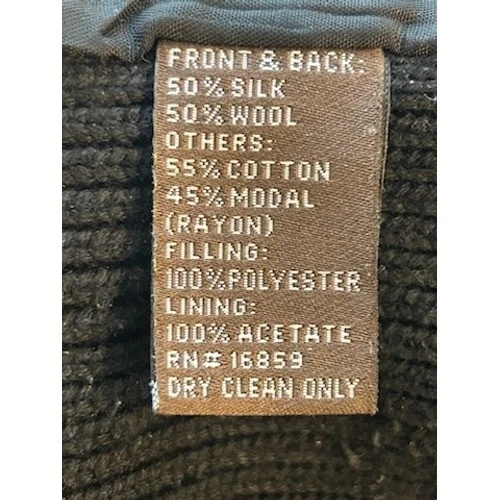 FRONT & BACK:
50% SILK
50% WOOL
OTHERS:
55% COTTON
45% MODAL
(RAYON)
FILLING:
100%POLYESTER
LINING:
100% ACETATE
RN# 16859
DRY CLEAN ONLY